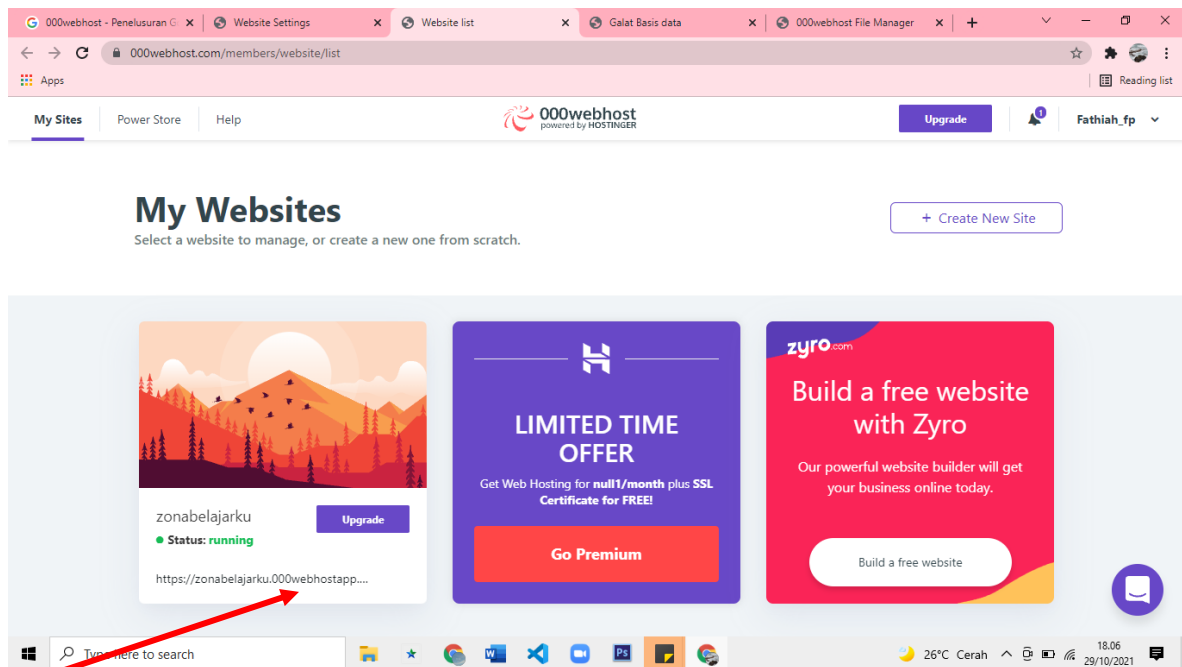 000webhost - Penelusuran G
Website Settings
Website list
Galat Basis data
000webhost File Manager
000webhost.com/members/website/list
Apps
Reading list
My Sites
Power Store
Help
000webhost
powered by HOSTINGER
Upgrade
1
Fathiah_fp
My Websites
Select a website to manage, or create a new one from scratch.
+ Create New Site
zonabelajarku
Upgrade
Status: running
https://zonabelajarku.000webhostapp....
LIMITED TIME
OFFER
Get Web Hosting for null1/month plus SSL
Certificate for FREE!
Go Premium
zyro.com
Build a free website
with Zyro
Our powerful website builder will get
your business online today.
Build a free website
Type here to search
Ps
26°C Cerah
18.06
29/10/2021